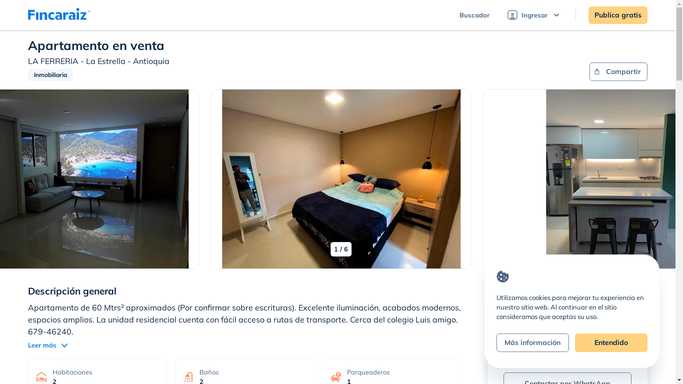 Fincaraiz
Buscador
Ingresar
Publica gratis
Apartamento en venta
LA FERRERIA - La Estrella - Antioquia
Inmobiliaria
Compartir
1 / 6
Descripción general
Apartamento de 60 Mtrs² aproximados (Por confirmar sobre escrituras). Excelente iluminación, acabados modernos,
espacios amplios. La unidad residencial cuenta con fácil acceso a rutas de transporte. Cerca del colegio Luis amigo.
679-46240.
Leer más
Habitaciones
2
Baños
2
Parqueaderos
1
Utilizamos cookies para mejorar tu experiencia en
nuestro sitio web. Al continuar en el sitio
consideramos que aceptas su uso.
Más información
Entendido
Contactar por WhatsApp